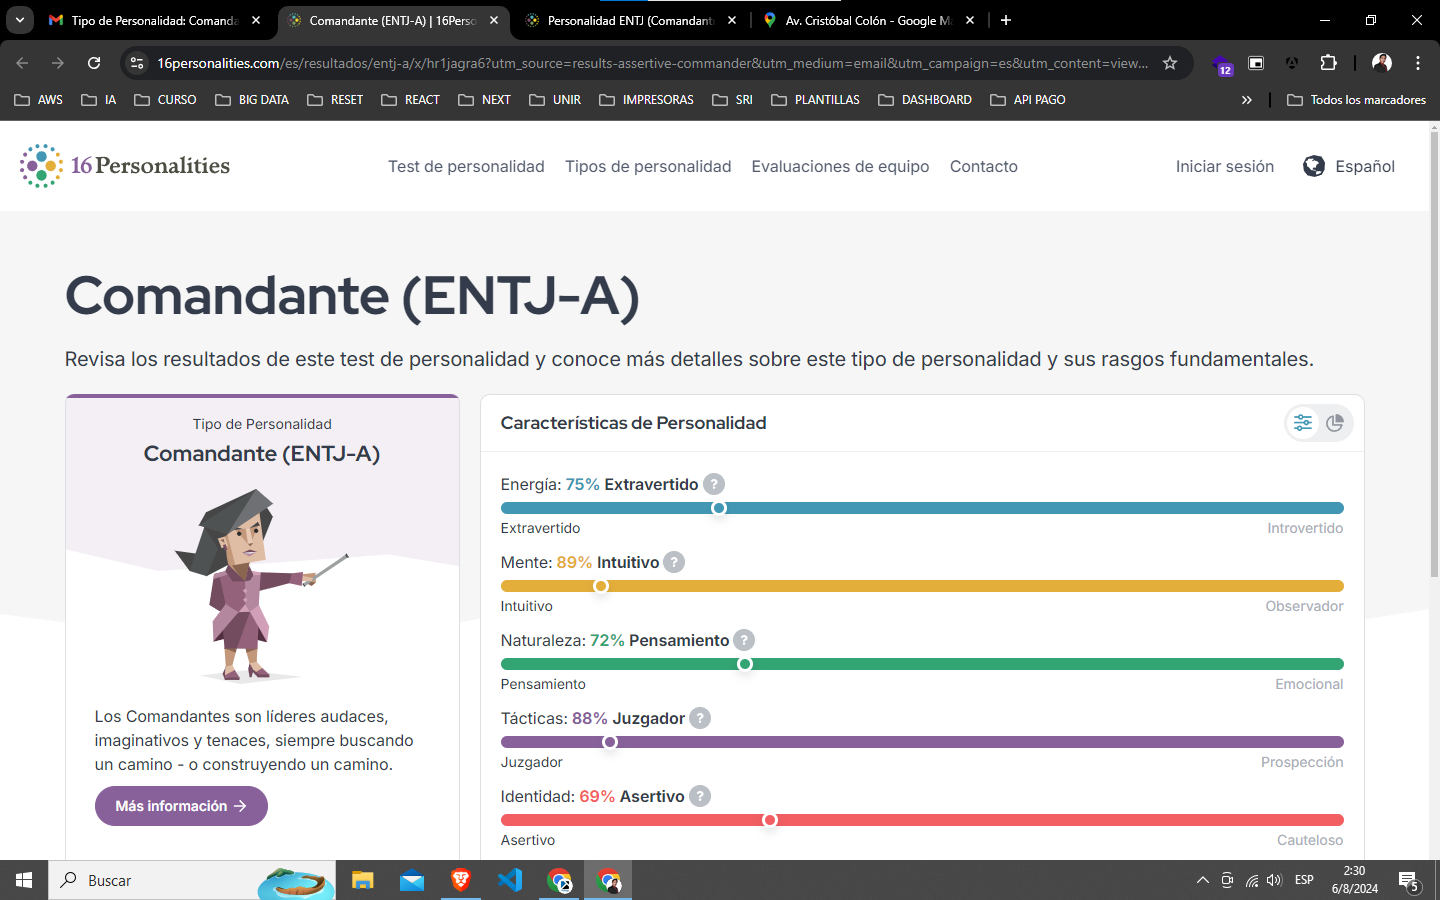 Tipo de Personalidad: Comanda
Comandante (ENTJ-A) | 16Perso
Personalidad ENTJ (Comandant
Av. Cristóbal Colón - Google Ma
16personalities.com/es/resultados/entj-a/x/hr1jagra6?utm_source=results-assertive-commander&utm_medium=email&utm_campaign=es&utm_content=view...
12
AWS
IA
CURSO
BIG DATA
RESET
REACT
NEXT
UNIR
IMPRESORAS
SRI
PLANTILLAS
DASHBOARD
API PAGO
»
Todos los marcadores
16Personalities
Test de personalidad
Tipos de personalidad
Evaluaciones de equipo
Contacto
Iniciar sesión
Español
Comandante (ENTJ-A)
Revisa los resultados de este test de personalidad y conoce más detalles sobre este tipo de personalidad y sus rasgos fundamentales.
Tipo de Personalidad
Comandante (ENTJ-A)
Los Comandantes son líderes audaces,
imaginativos y tenaces, siempre buscando
un camino - o construyendo un camino.
Más información →
Características de Personalidad
Energía: 75% Extravertido ?
Extravertido
Introvertido
Mente: 89% Intuitivo ?
Intuitivo
Observador
Naturaleza: 72% Pensamiento ?
Pensamiento
Emocional
Tácticas: 88% Juzgador ?
Juzgador
Prospección
Identidad: 69% Asertivo ?
Asertivo
Cauteloso
Buscar
ESP
2:30
6/8/2024
5